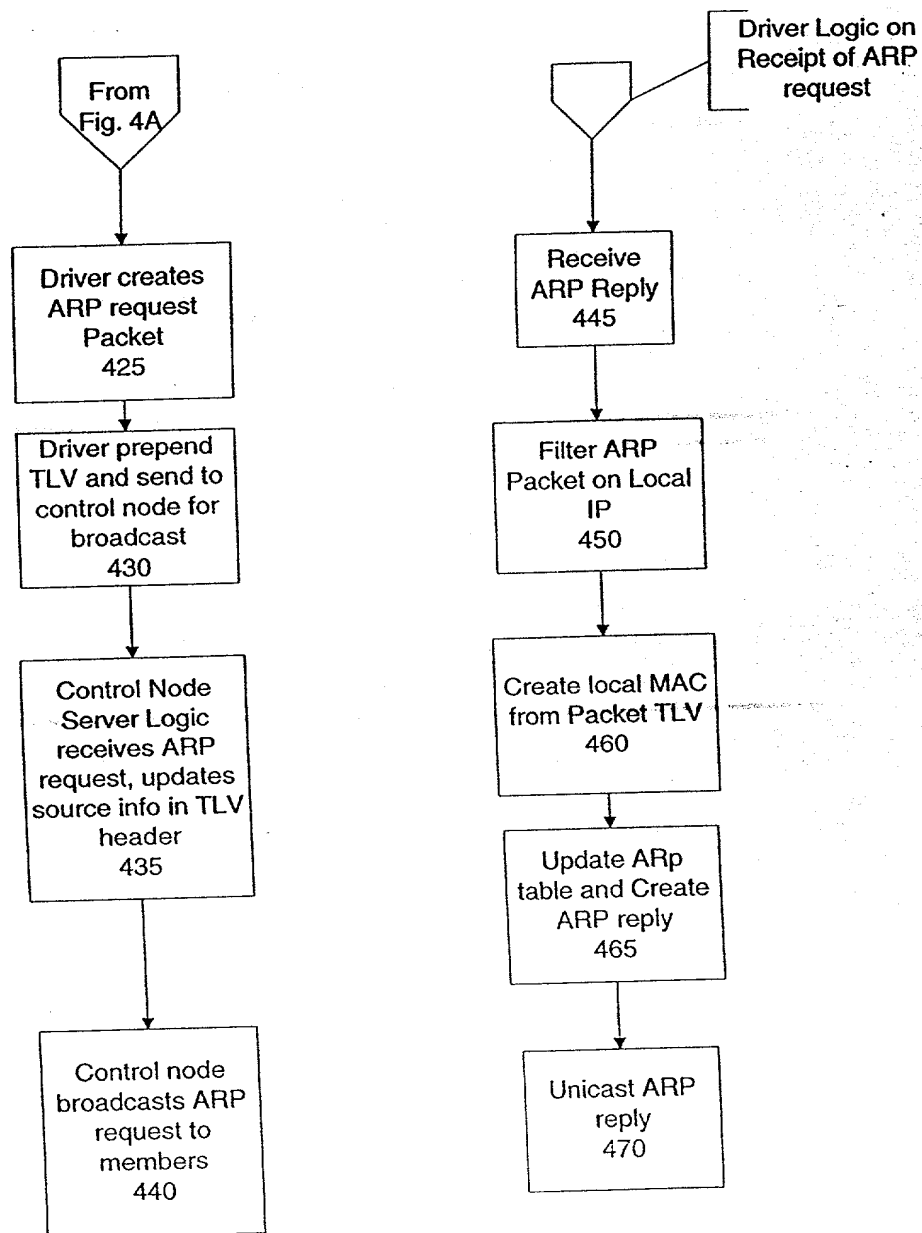 From
Fig. 4A
Driver creates
ARP request
Packet
425
Driver prepend
TLV and send to
control node for
broadcast
430
Control Node
Server Logic
receives ARP
request, updates
source info in TLV
header
435
Control node
broadcasts ARP
request to
members
440
Driver Logic on
Receipt of ARP
request
Receive
ARP Reply
445
Filter ARP
Packet on Local
IP
450
Create local MAC
from Packet TLV
460
Update ARp
table and Create
ARP reply
465
Unicast ARP
reply
470